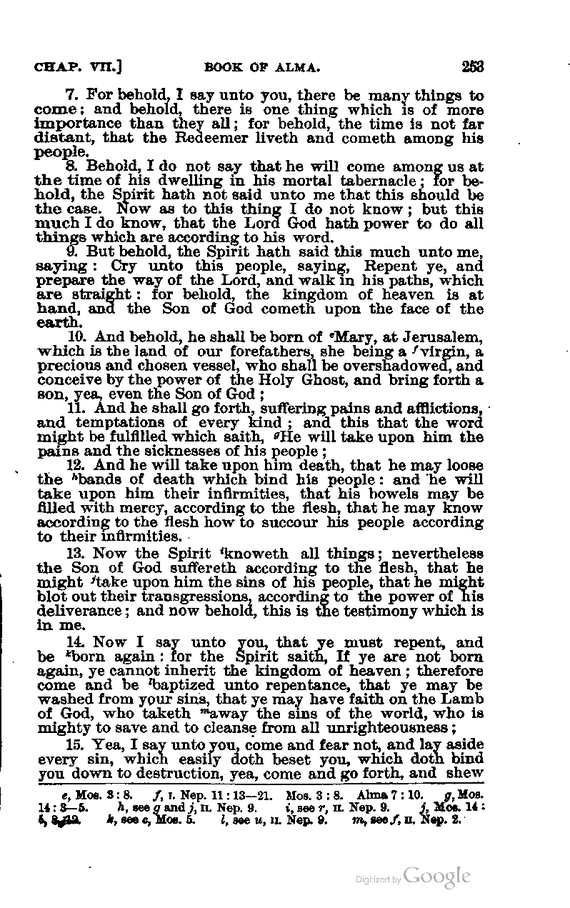 CHAP. VII.] BOOK OF ALMA. 253
7. For behold, I say unto you, there be many things to
come; and behold, there is one thing which is of more
importance than they all; for behold, the time is not far
distant, that the Redeemer liveth and cometh among his
people.
8. Behold, I do not say that he will come among us at
the time of his dwelling in his mortal tabernacle; for be-
hold, the Spirit hath not said unto me that this should be
the case. Now as to this thing I do not know; but this
much I do know, that the Lord God hath power to do all
things which are according to his word.
9. But behold, the Spirit hath said this much unto me,
saying: Cry unto this people, saying, Repent ye, and
prepare the way of the Lord, and walk in his paths, which
are straight: for behold, the kingdom of heaven is at
hand, and the Son of God cometh upon the face of the
earth.
10. And behold, he shall be born of ᵉMary, at Jerusalem,
which is the land of our forefathers, she being a ᶠvirgin, a
precious and chosen vessel, who shall be overshadowed, and
conceive by the power of the Holy Ghost, and bring forth a
son, yea, even the Son of God;
11. And he shall go forth, suffering pains and afflictions,
and temptations of every kind; and this that the word
might be fulfilled which saith, ᵍHe will take upon him the
pains and the sicknesses of his people;
12. And he will take upon him death, that he may loose
the ʰbands of death which bind his people: and he will
take upon him their infirmities, that his bowels may be
filled with mercy, according to the flesh, that he may know
according to the flesh how to succour his people according
to their infirmities.
13. Now the Spirit ⁱknoweth all things; nevertheless
the Son of God suffereth according to the flesh, that he
might ʲtake upon him the sins of his people, that he might
blot out their transgressions, according to the power of his
deliverance; and now behold, this is the testimony which is
in me.
14. Now I say unto you, that ye must repent, and
be ᵏborn again: for the Spirit saith, If ye are not born
again, ye cannot inherit the kingdom of heaven; therefore
come and be ˡbaptized unto repentance, that ye may be
washed from your sins, that ye may have faith on the Lamb
of God, who taketh ᵐaway the sins of the world, who is
mighty to save and to cleanse from all unrighteousness;
15. Yea, I say unto you, come and fear not, and lay aside
every sin, which easily doth beset you, which doth bind
you down to destruction, yea, come and go forth, and shew
e, Mos. 3:8. f, I. Nep. 11:13—21. Mos. 3:8. Alma 7:10. g, Mos.
14:3—5. h, see g and j, II. Nep. 9. i, see r, II. Nep. 9. j, Mos. 14:
5, 8, 12. k, see c, Mos. 5. l, see u, II. Nep. 9. m, see f, II. Nep. 2.
Digitized by Google